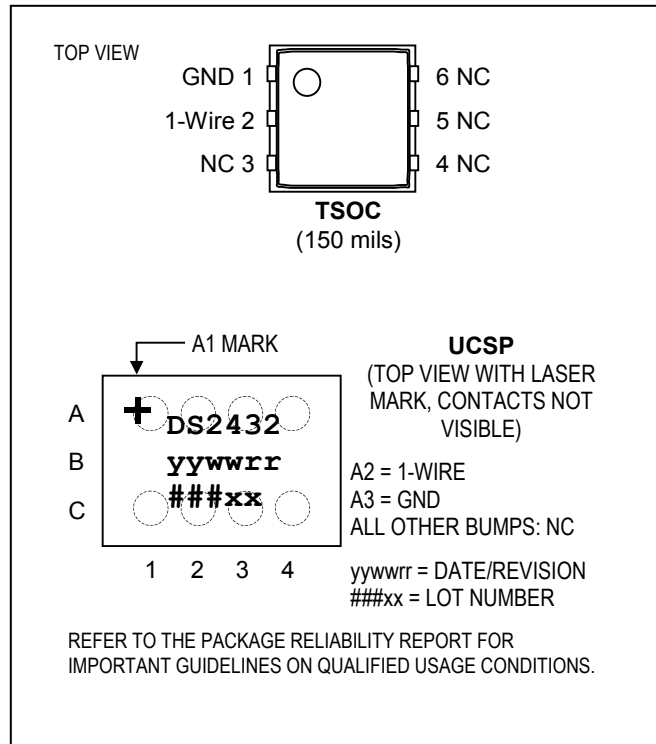 TOP VIEW
GND 1
6 NC
1-Wire 2
5 NC
NC 3
4 NC
TSOC
(150 mils)
A1 MARK
UCSP
(TOP VIEW WITH LASER
MARK, CONTACTS NOT
VISIBLE)
A
+
DS2432
B
yywwrr
C
###xx
1 2 3 4
A2 = 1-WIRE
A3 = GND
ALL OTHER BUMPS: NC
yywwrr = DATE/REVISION
###xx = LOT NUMBER
REFER TO THE PACKAGE RELIABILITY REPORT FOR
IMPORTANT GUIDELINES ON QUALIFIED USAGE CONDITIONS.